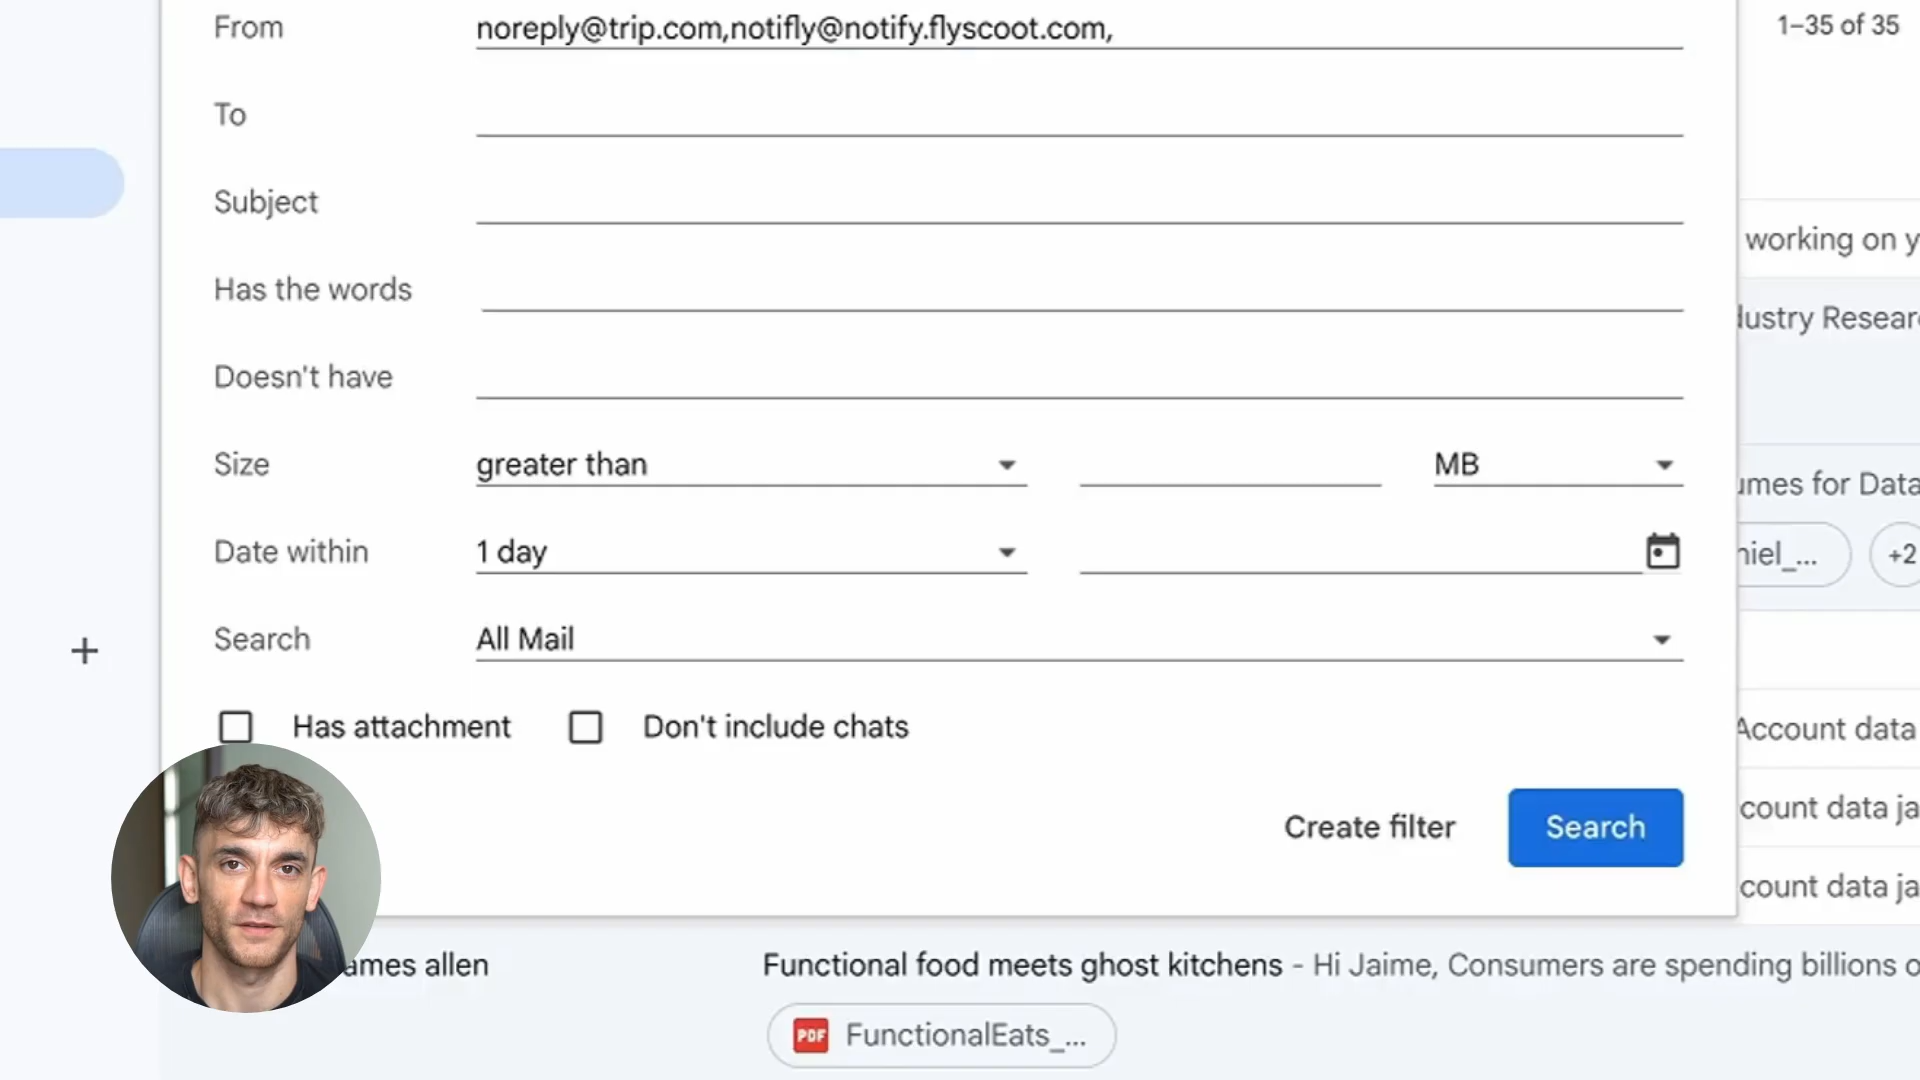 From noreply@trip.com,notifly@notify.flyscoot.com, 1–35 of 35
To
Subject
working on y
Has the words
dustry Resear
Doesn't have
Size greater than MB
umes for Data
Date within 1 day
niel_... +2
Search All Mail
Has attachment Don't include chats
Account data
count data ja
Create filter Search
count data ja
ames allen Functional food meets ghost kitchens - Hi Jaime, Consumers are spending billions o
PDF FunctionalEats_...